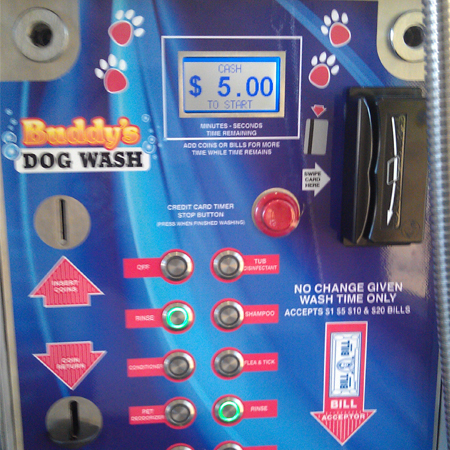 CASH
$ 5.00
TO START
MINUTES - SECONDS
TIME REMAINING
ADD COINS OR BILLS FOR MORE
TIME WHILE TIME REMAINS
Buddy's
DOG WASH
SWIPE
CARD
HERE
CREDIT CARD TIMER
STOP BUTTON
(PRESS WHEN FINISHED WASHING)
OFF
TUB
DISINFECTANT
INSERT
COINS
NO CHANGE GIVEN
WASH TIME ONLY
ACCEPTS $1 $5 $10 & $20 BILLS
RINSE
SHAMPOO
COIN
RETURN
CONDITIONER
FLEA & TICK
BILL
BILL
BILL
ACCEPTOR
PET
DEODORIZER
RINSE